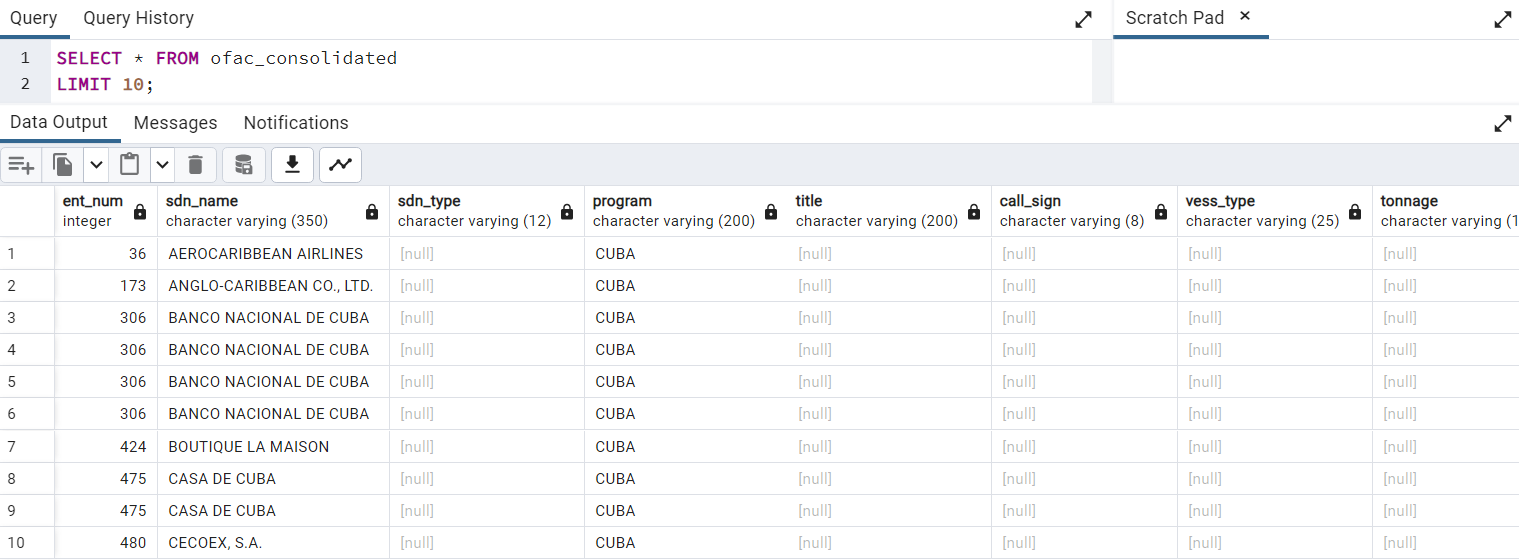 Query Query History Scratch Pad ×
1 SELECT * FROM ofac_consolidated
2 LIMIT 10;
Data Output Messages Notifications
ent_num sdn_name sdn_type program title call_sign vess_type tonnage
integer character varying (350) character varying (12) character varying (200) character varying (200) character varying (8) character varying (25) character varying (1
1 36 AEROCARIBBEAN AIRLINES [null] CUBA [null] [null] [null] [null]
2 173 ANGLO-CARIBBEAN CO., LTD. [null] CUBA [null] [null] [null] [null]
3 306 BANCO NACIONAL DE CUBA [null] CUBA [null] [null] [null] [null]
4 306 BANCO NACIONAL DE CUBA [null] CUBA [null] [null] [null] [null]
5 306 BANCO NACIONAL DE CUBA [null] CUBA [null] [null] [null] [null]
6 306 BANCO NACIONAL DE CUBA [null] CUBA [null] [null] [null] [null]
7 424 BOUTIQUE LA MAISON [null] CUBA [null] [null] [null] [null]
8 475 CASA DE CUBA [null] CUBA [null] [null] [null] [null]
9 475 CASA DE CUBA [null] CUBA [null] [null] [null] [null]
10 480 CECOEX, S.A. [null] CUBA [null] [null] [null] [null]